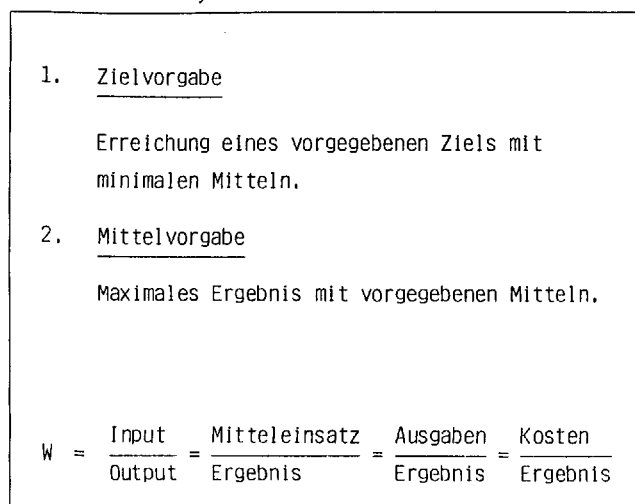 1. Zielvorgabe
Erreichung eines vorgegebenen Ziels mit
minimalen Mitteln.
2. Mittelvorgabe
Maximales Ergebnis mit vorgegebenen Mitteln.
W = Input/Output = Mitteleinsatz/Ergebnis = Ausgaben/Ergebnis = Kosten/Ergebnis